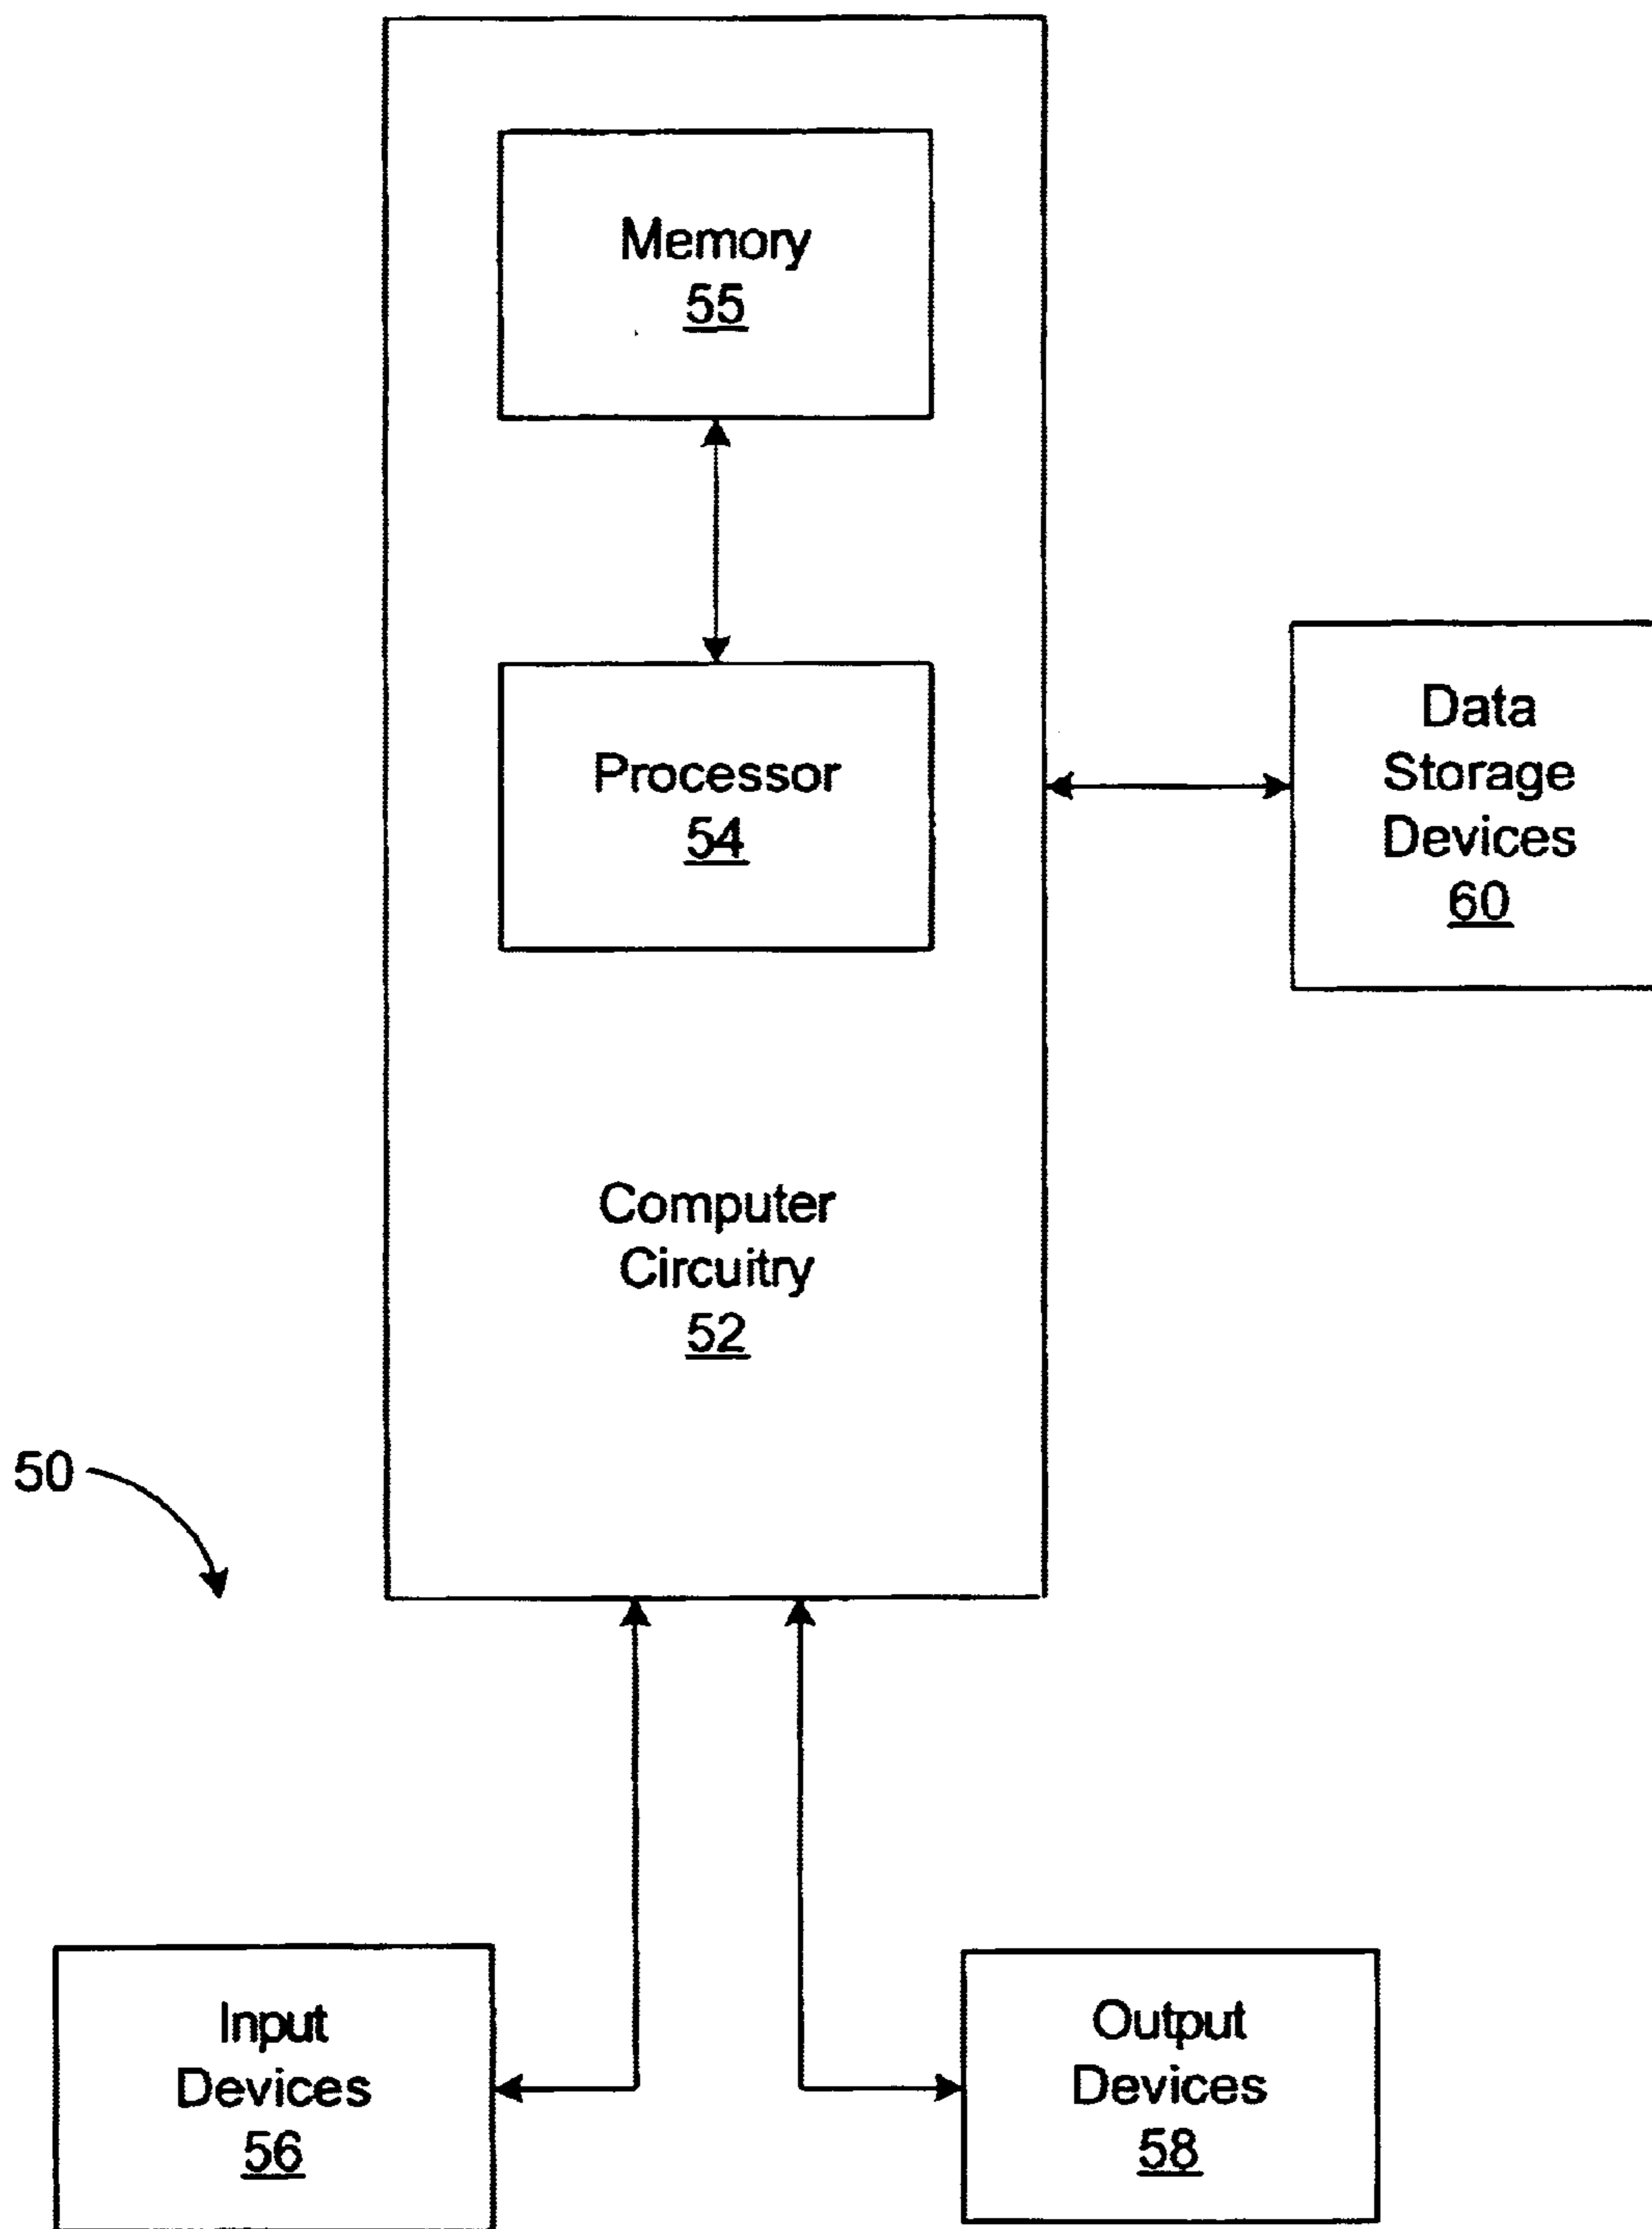 Memory
55
Processor
54
Data
Storage
Devices
60
Computer
Circuitry
52
50
Input
Devices
56
Output
Devices
58